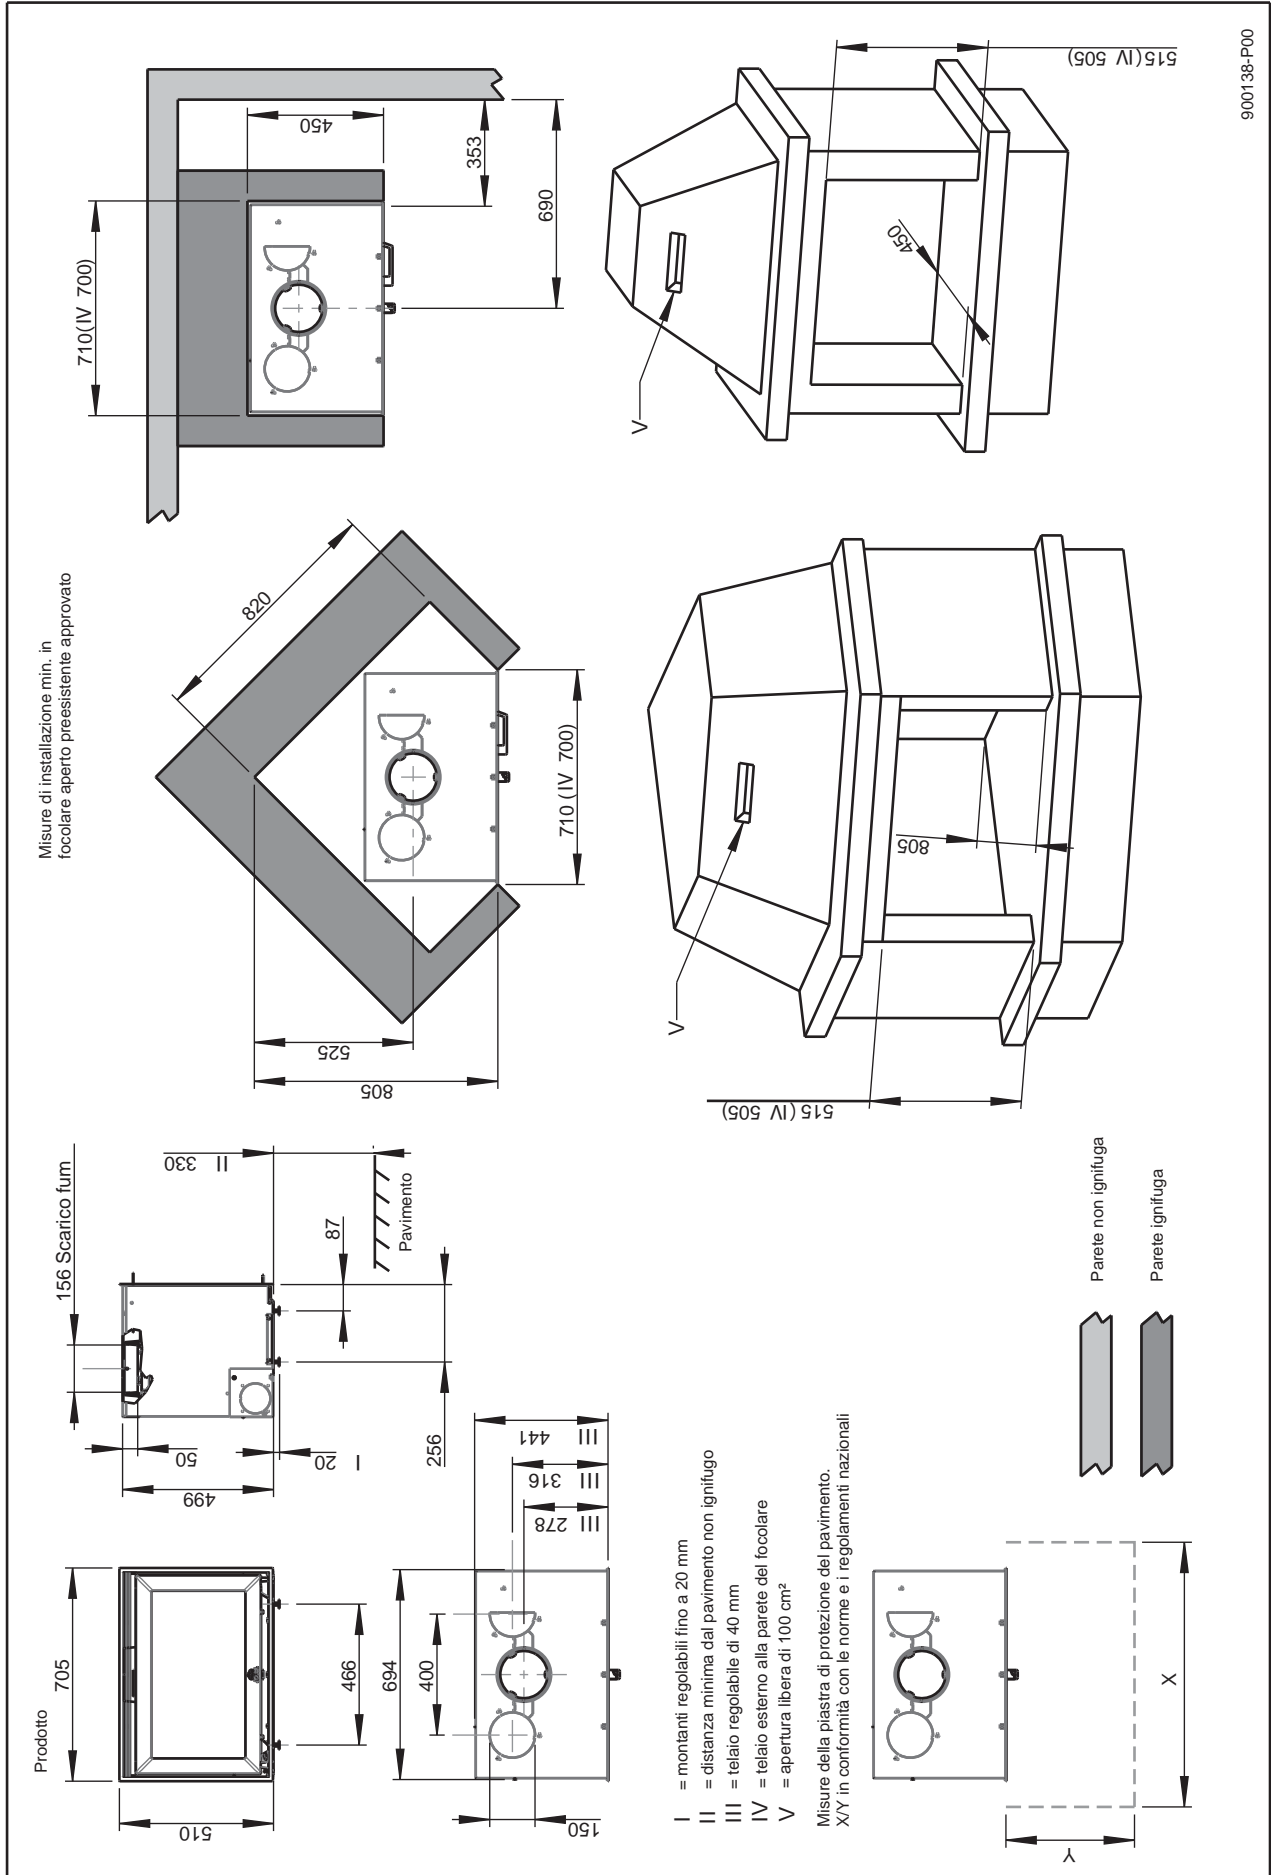 900138-P00
Misure di installazione min. in
focolare aperto preesistente approvato
710(IV 700)
450
353
690
515(IV 505)
450
V
820
710 (IV 700)
525
805
V
805
515(IV 505)
156 Scarico fum
330 II
87
Pavimento
256
50
20 I
499
Prodotto
705
510
466
694
400
150
441 III
316 III
278 III
I = montanti regolabili fino a 20 mm
II = distanza minima dal pavimento non ignifugo
III = telaio regolabile di 40 mm
IV = telaio esterno alla parete del focolare
V = apertura libera di 100 cm²
Misure della piastra di protezione del pavimento.
X/Y in conformità con le norme e i regolamenti nazionali
X
Y
Parete non ignifuga
Parete ignifuga